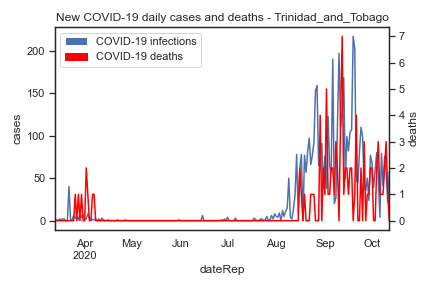 New COVID-19 daily cases and deaths - Trinidad_and_Tobago
COVID-19 infections
COVID-19 deaths
200
150
100
50
0
cases
7
6
5
4
3
2
1
0
deaths
Apr May Jun Jul Aug Sep Oct
2020
dateRep